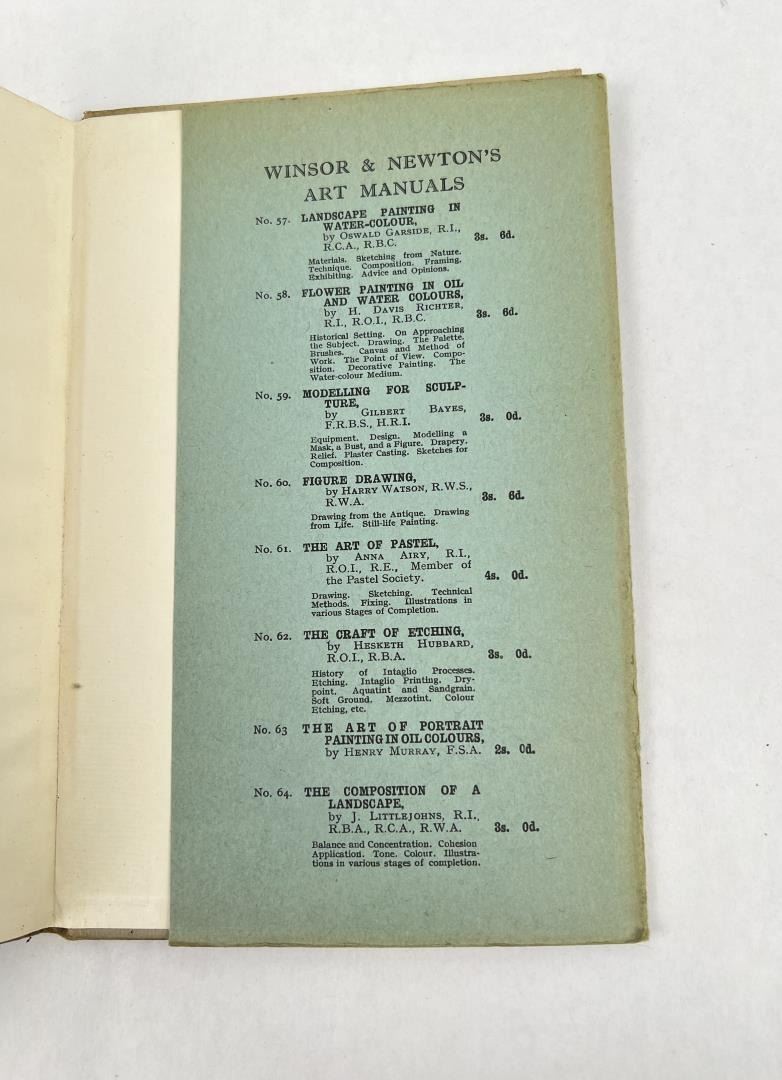 WINSOR & NEWTON'S
ART MANUALS
No. 57. LANDSCAPE PAINTING IN
WATER-COLOUR,
by OSWALD GARSIDE, R.I.,
R.C.A., R.B.C. 3s. 6d.
Materials. Sketching from Nature.
Technique. Composition. Framing.
Exhibiting. Advice and Opinions.
No. 58. FLOWER PAINTING IN OIL
AND WATER COLOURS,
by H. DAVIS RICHTER,
R.I., R.O.I., R.B.C. 3s. 6d.
Historical Setting. On Approaching
the Subject. Drawing. The Palette.
Brushes. Canvas and Method of
Work. The Point of View. Compo-
sition. Decorative Painting. The
Water-colour Medium.
No. 59. MODELLING FOR SCULP-
TURE,
by GILBERT BAYES,
F.R.B.S., H.R.I. 3s. 0d.
Equipment. Design. Modelling a
Mask, a Bust, and a Figure. Drapery.
Relief. Plaster Casting. Sketches for
Composition.
No. 60. FIGURE DRAWING,
by HARRY WATSON, R.W.S.,
R.W.A. 3s. 6d.
Drawing from the Antique. Drawing
from Life. Still-life Painting.
No. 61. THE ART OF PASTEL,
by ANNA AIRY, R.I.,
R.O.I., R.E., Member of
the Pastel Society. 4s. 0d.
Drawing. Sketching. Technical
Methods. Fixing. Illustrations in
various Stages of Completion.
No. 62. THE CRAFT OF ETCHING,
by HESKETH HUBBARD,
R.O.I., R.B.A. 3s. 0d.
History of Intaglio Processes.
Etching. Intaglio Printing. Dry-
point. Aquatint and Sandgrain.
Soft Ground. Mezzotint. Colour
Etching, etc.
No. 63 THE ART OF PORTRAIT
PAINTING IN OIL COLOURS,
by HENRY MURRAY, F.S.A. 2s. 0d.
No. 64. THE COMPOSITION OF A
LANDSCAPE,
by J. LITTLEJOHNS, R.I.,
R.B.A., R.C.A., R.W.A. 3s. 0d.
Balance and Concentration. Cohesion
Application. Tone. Colour. Illustra-
tions in various stages of completion.